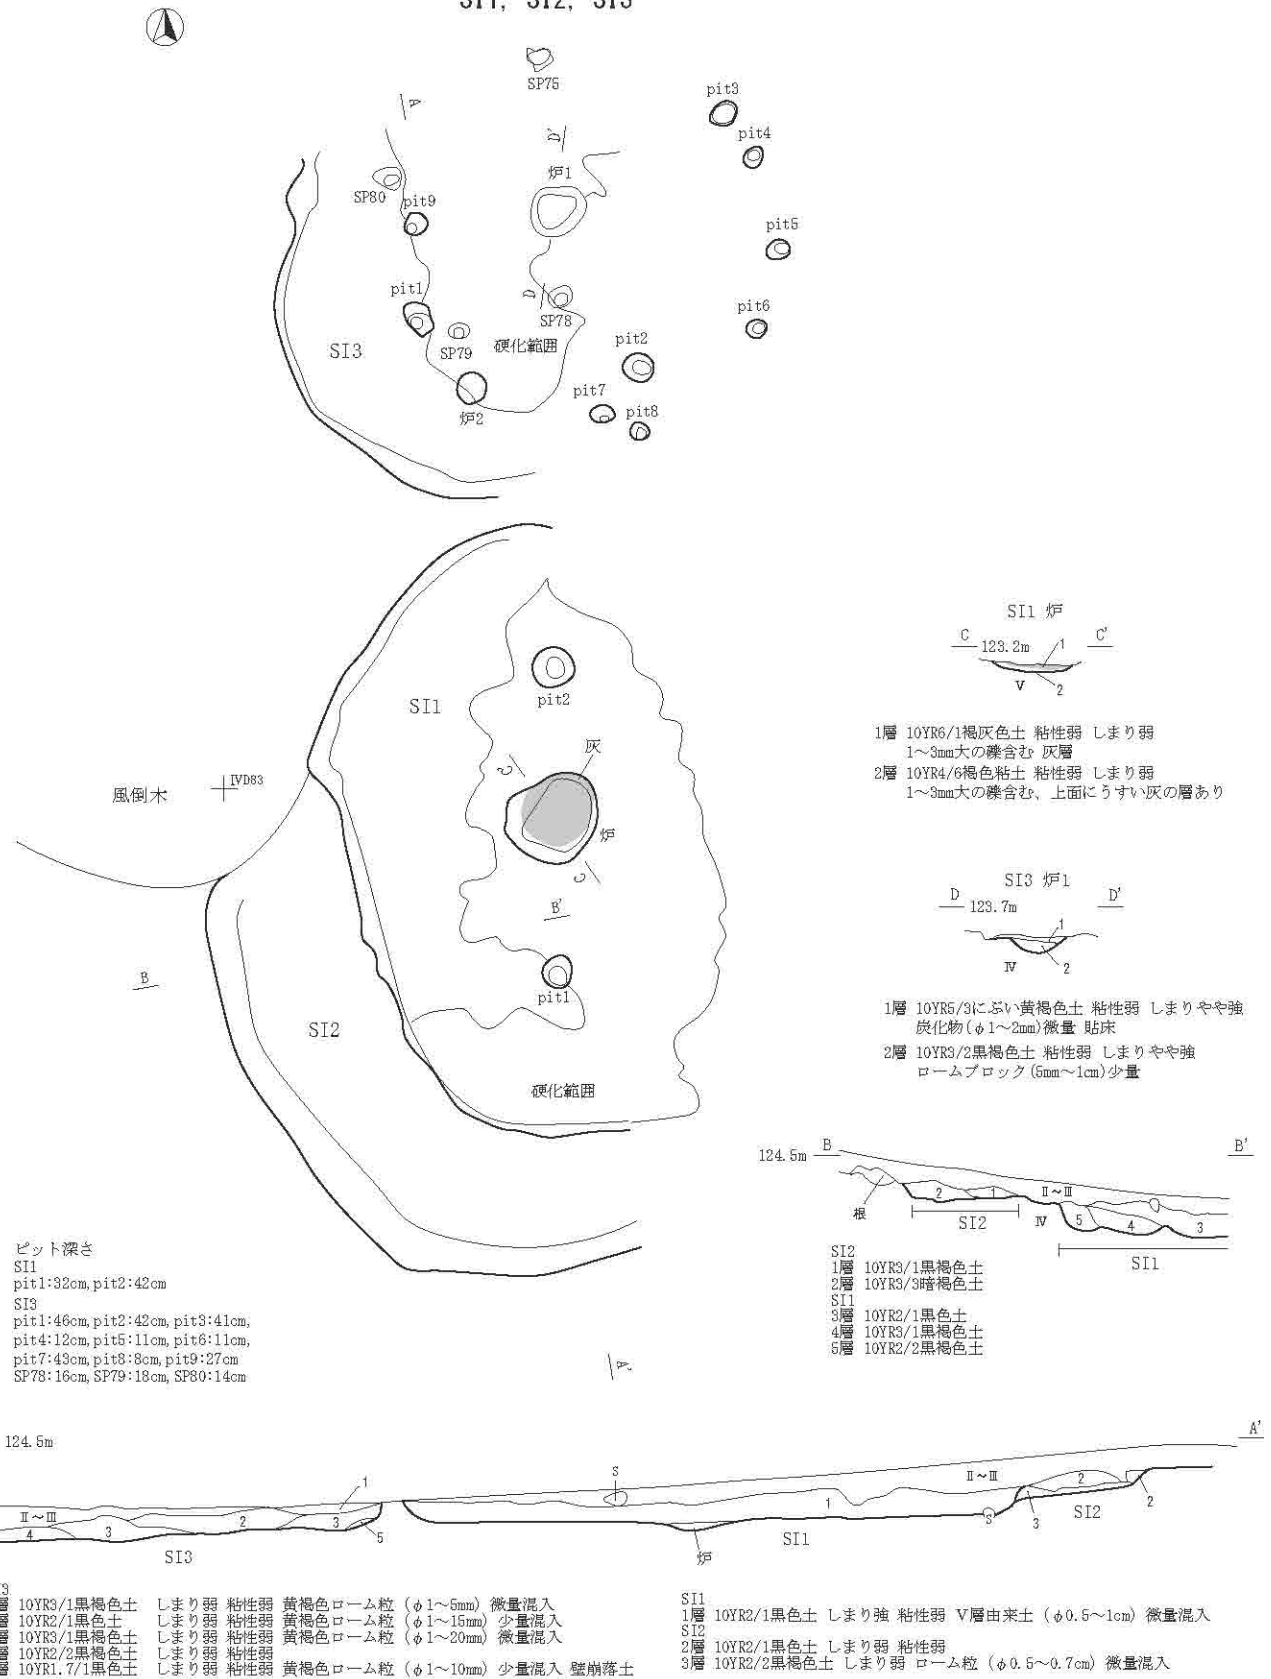 SI1, SI2, SI3
SP75
pit3
A
pit4
D'
炉1
SP80
pit9
pit5
pit1
D
SP78
pit6
SI3
SP79
硬化範囲
pit2
pit7
pit8
炉2
SI1
pit2
灰
C'
風倒木
IVD83
炉
C
B'
B
pit1
SI2
硬化範囲
A'
SI1 炉
C
123.2m
1
C'
V
2
1層 10YR6/1褐灰色土 粘性弱 しまり弱
1～3mm大の礫含む 灰層
2層 10YR4/6褐色粘土 粘性弱 しまり弱
1～3mm大の礫含む、上面にうすい灰の層あり
SI3 炉1
D
123.7m
1
D'
Ⅳ
2
1層 10YR5/3にぶい黄褐色土 粘性弱 しまりやや強
炭化物(φ1～2mm)微量 貼床
2層 10YR3/2黒褐色土 粘性弱 しまりやや強
ロームブロック(5mm～1cm)少量
124.5m
B
B'
根
2
1
Ⅱ～Ⅲ
SI2
Ⅳ
5
4
3
SI1
SI2
1層 10YR3/1黒褐色土
2層 10YR3/3暗褐色土
SI1
3層 10YR2/1黒色土
4層 10YR3/1黒褐色土
5層 10YR2/2黒褐色土
ピット深さ
SI1
pit1:32cm,pit2:42cm
SI3
pit1:46cm,pit2:42cm,pit3:41cm,
pit4:12cm,pit5:11cm,pit6:11cm,
pit7:43cm,pit8:8cm,pit9:27cm
SP78:16cm,SP79:18cm,SP80:14cm
124.5m
A'
1
S
Ⅱ～Ⅲ
2
Ⅱ～Ⅲ
4
3
2
3
5
1
S
3
SI2
2
SI3
炉
SI1
3
層 10YR3/1黒褐色土 しまり弱 粘性弱 黄褐色ローム粒（φ1～5mm）微量混入
層 10YR2/1黒色土 しまり弱 粘性弱 黄褐色ローム粒（φ1～15mm）少量混入
層 10YR3/1黒褐色土 しまり弱 粘性弱 黄褐色ローム粒（φ1～20mm）微量混入
層 10YR2/2黒褐色土 しまり弱 粘性弱
層 10YR1.7/1黒色土 しまり弱 粘性弱 黄褐色ローム粒（φ1～10mm）少量混入 壁崩落土
SI1
1層 10YR2/1黒色土 しまり強 粘性弱 Ⅴ層由来土（φ0.5～1cm）微量混入
SI2
2層 10YR2/1黒色土 しまり弱 粘性弱
3層 10YR2/2黒褐色土 しまり弱 ローム粒（φ0.5～0.7cm）微量混入